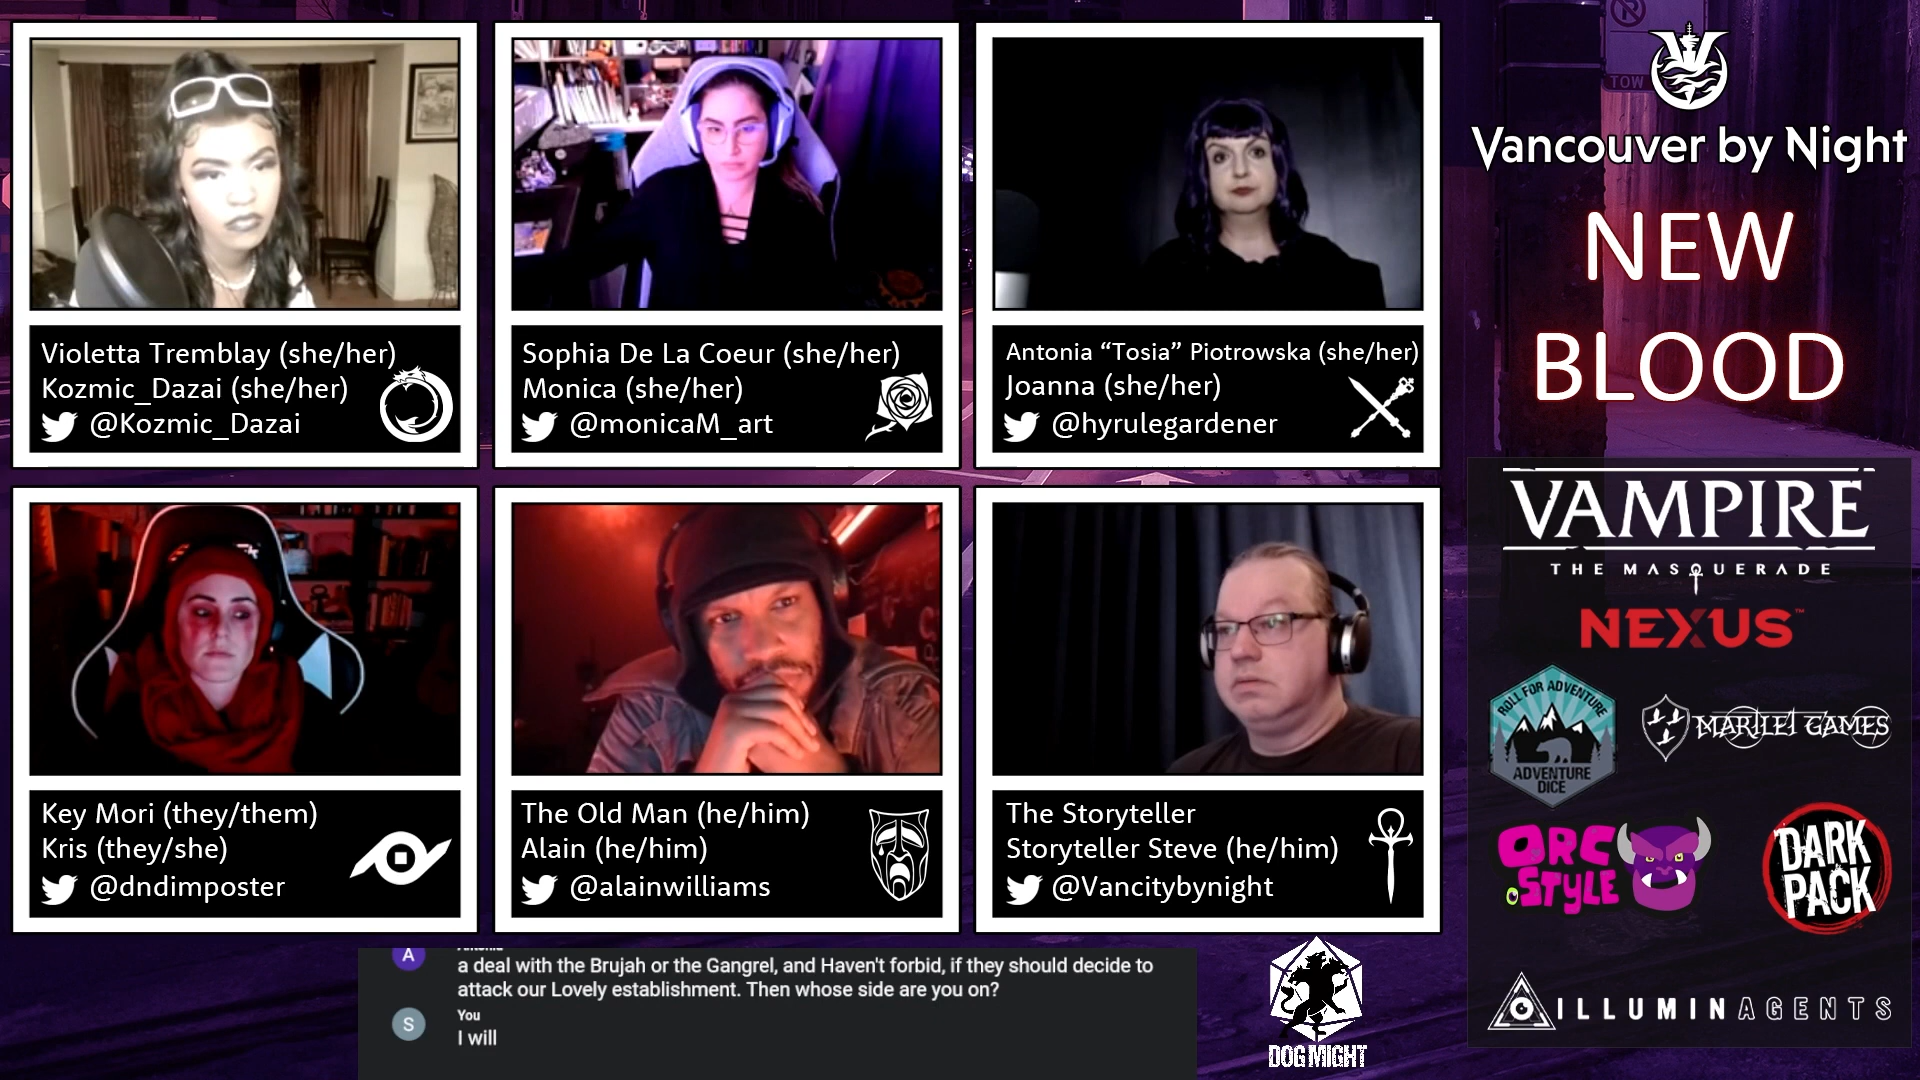 Violetta Tremblay (she/her)
Kozmic_Dazai (she/her)
@Kozmic_Dazai
Sophia De La Coeur (she/her)
Monica (she/her)
@monicaM_art
Antonia “Tosia” Piotrowska (she/her)
Joanna (she/her)
@hyrulegardener
Key Mori (they/them)
Kris (they/she)
@dndimposter
The Old Man (he/him)
Alain (he/him)
@alainwilliams
The Storyteller
Storyteller Steve (he/him)
@Vancitybynight
A
a deal with the Brujah or the Gangrel, and Haven't forbid, if they should decide to
attack our Lovely establishment. Then whose side are you on?
S
You
I will
DOG MIGHT
TOW
Vancouver by Night
NEW
BLOOD
VAMPIRE
THE MASQUERADE
NEXUS™
ROLL FOR ADVENTURE
ADVENTURE
DICE
MARTLET GAMES
ORC
STYLE
DARK
PACK
ILLUMINAGENTS